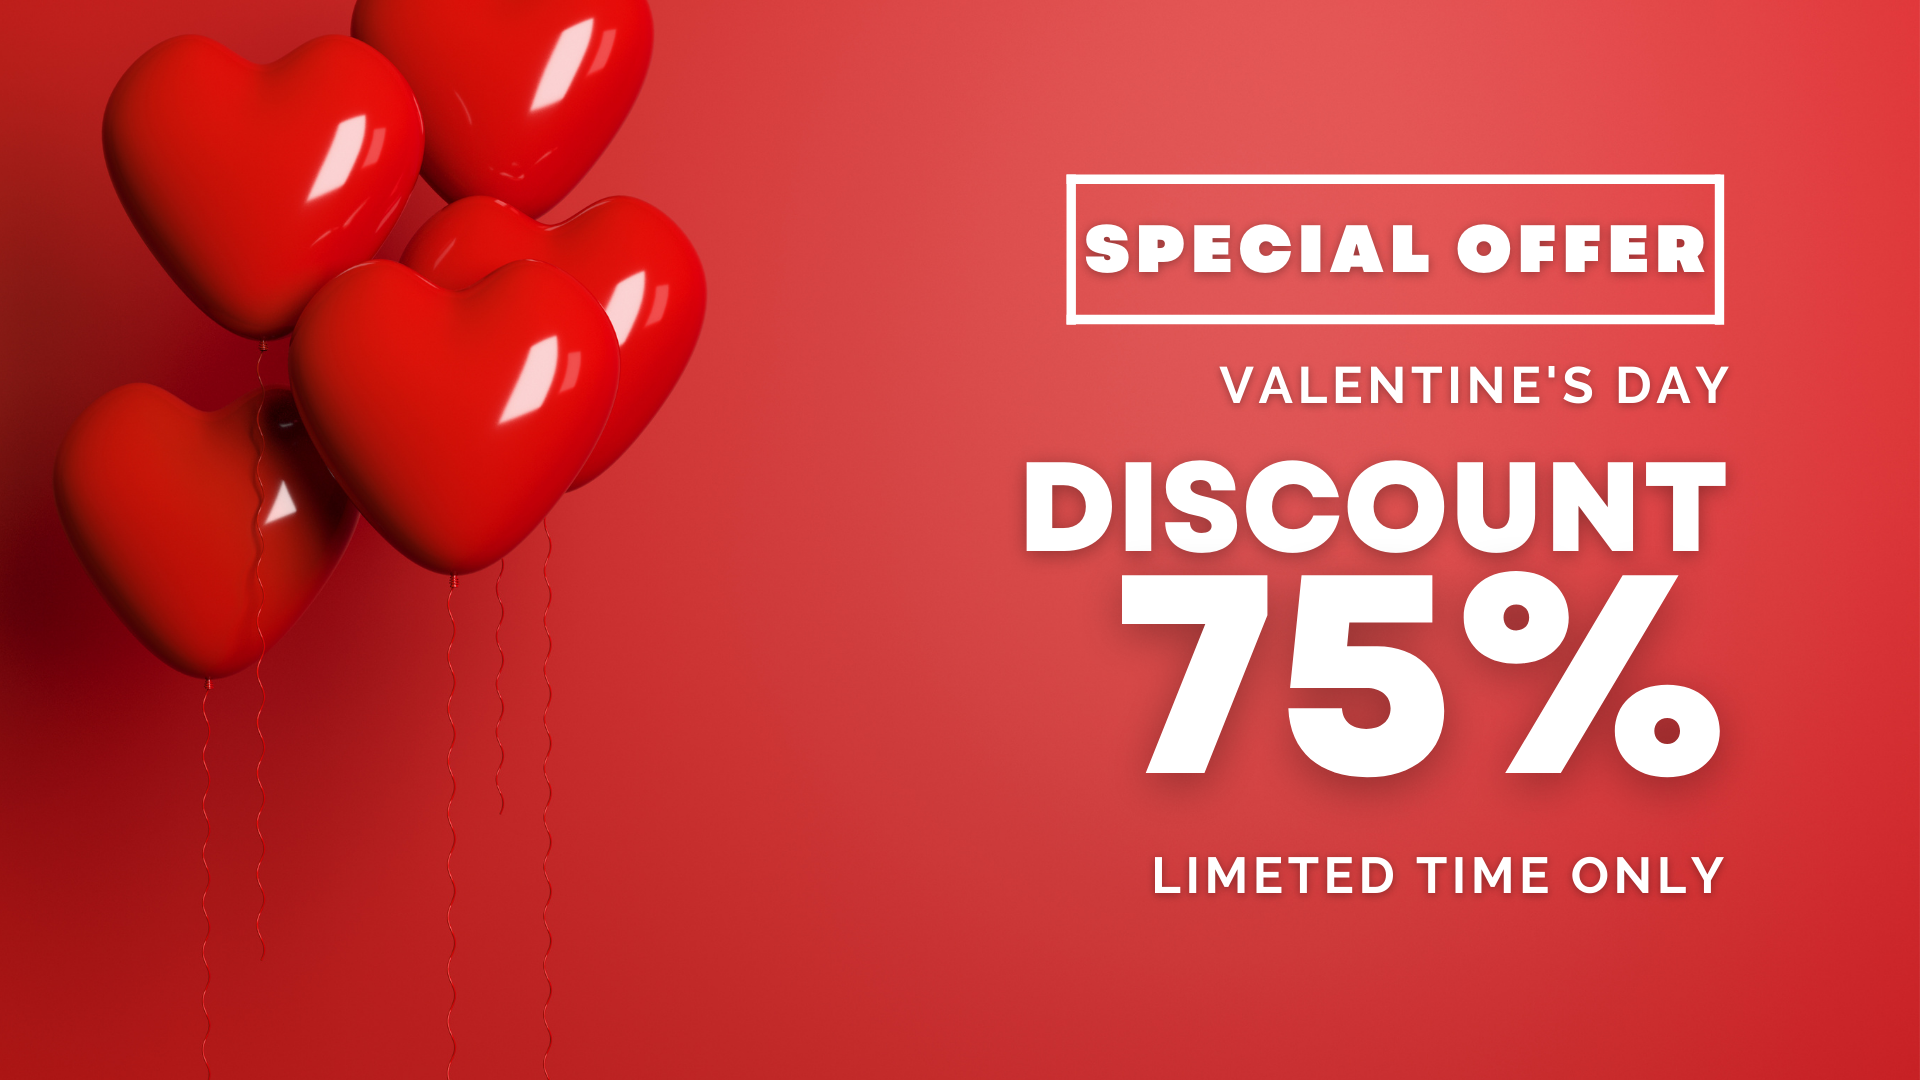 SPECIAL OFFER
VALENTINE'S DAY
DISCOUNT
75%
LIMETED TIME ONLY